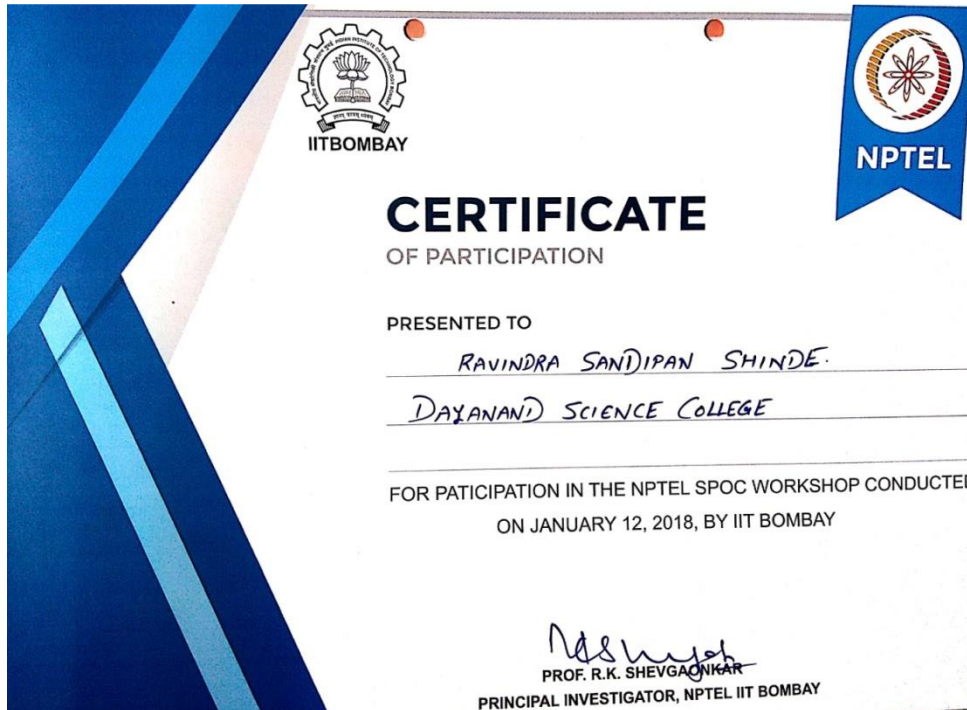 IITBOMBAY
NPTEL
CERTIFICATE
OF PARTICIPATION
PRESENTED TO
RAVINDRA SANDIPAN SHINDE.
DAYANAND SCIENCE COLLEGE
FOR PATICIPATION IN THE NPTEL SPOC WORKSHOP CONDUCTED
ON JANUARY 12, 2018, BY IIT BOMBAY
PROF. R.K. SHEVGAONKAR
PRINCIPAL INVESTIGATOR, NPTEL IIT BOMBAY